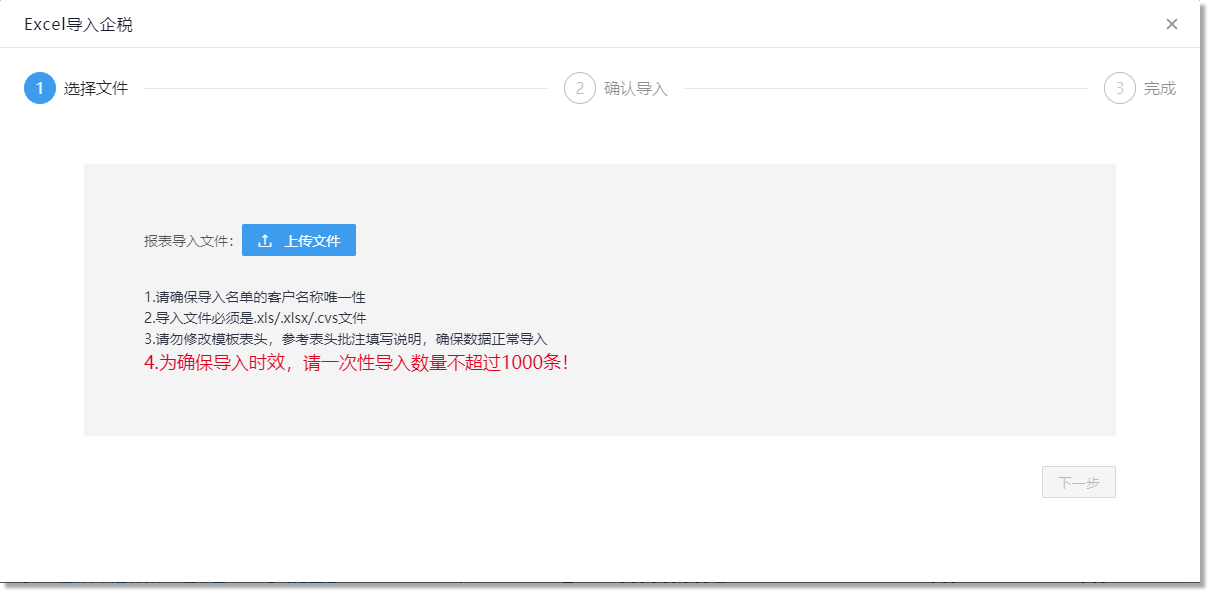 Excel导入企税
1 选择文件
2 确认导入
3 完成
报表导入文件： 上传文件
1.请确保导入名单的客户名称唯一性
2.导入文件必须是.xls/.xlsx/.cvs文件
3.请勿修改模板表头，参考表头批注填写说明，确保数据正常导入
4.为确保导入时效，请一次性导入数量不超过1000条！
下一步